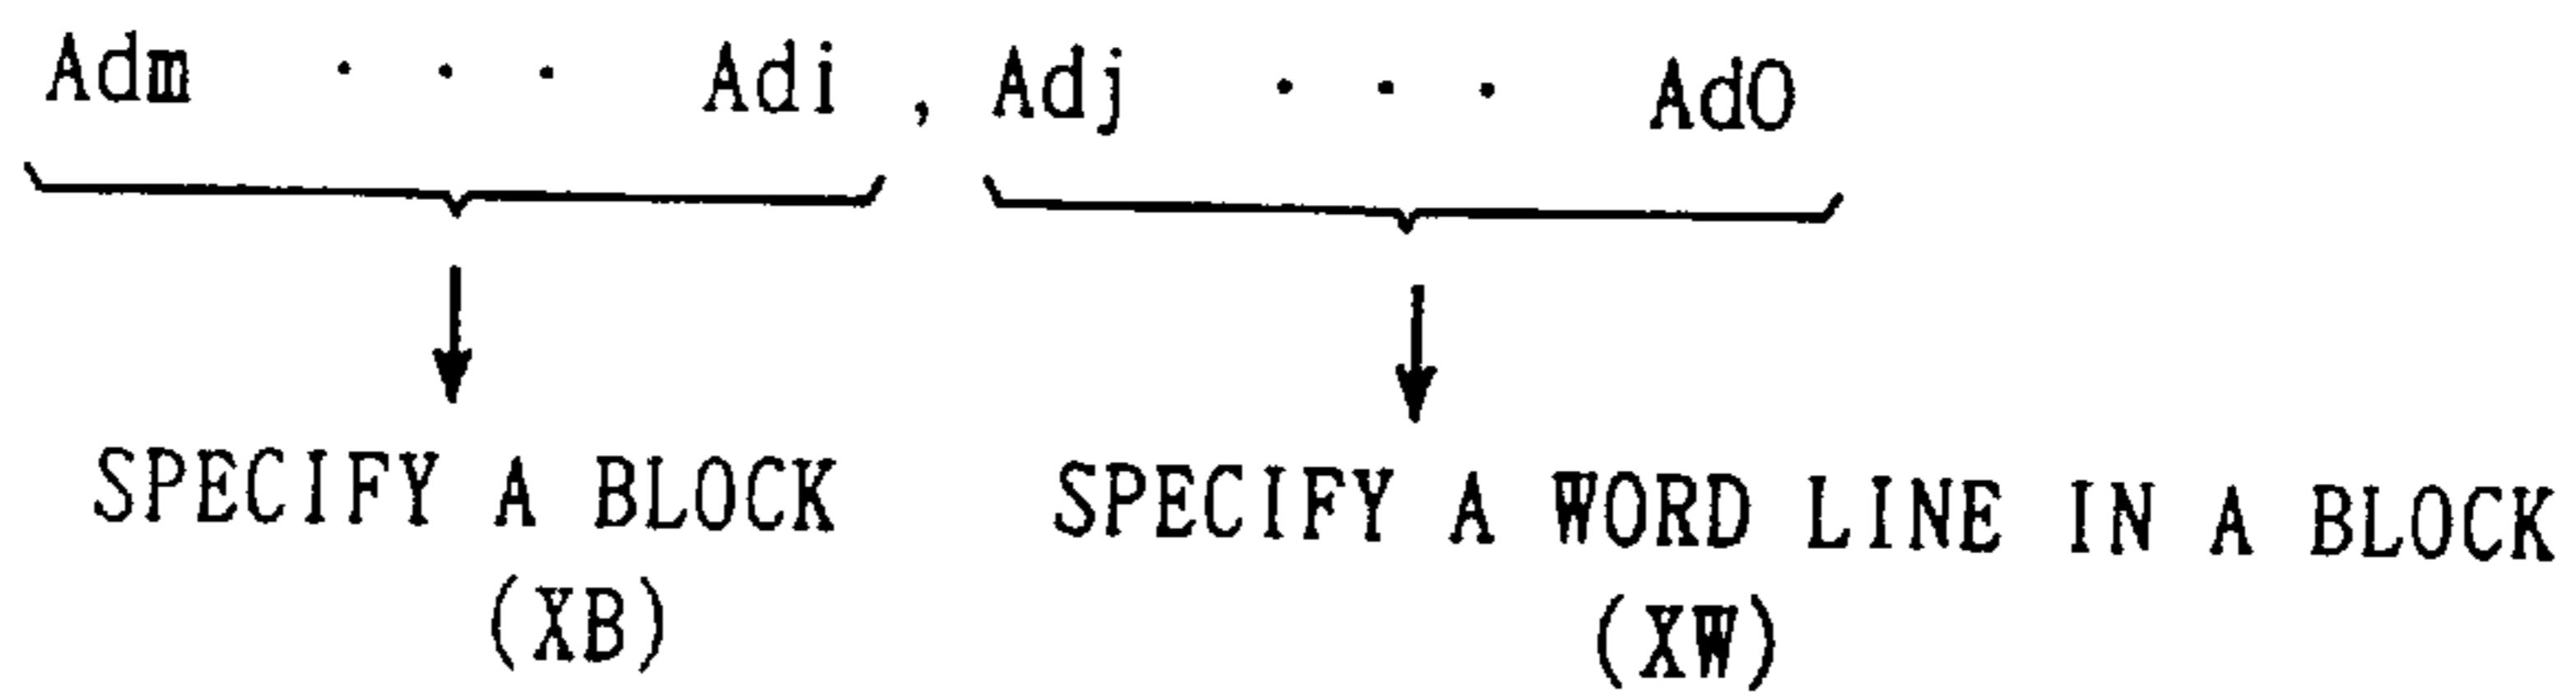 Adm · · · Adi , Adj · · · Ad0
SPECIFY A BLOCK SPECIFY A WORD LINE IN A BLOCK
(XB) (XW)